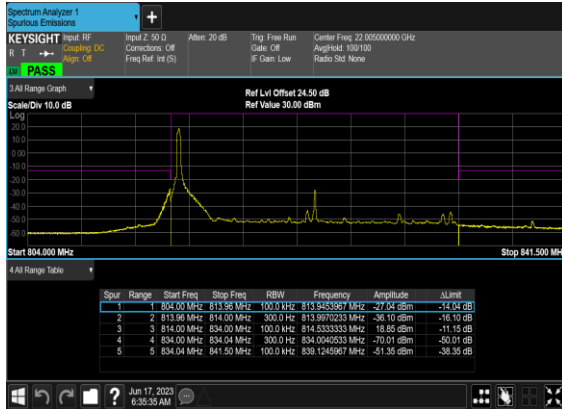 Spectrum Analyzer 1
Spurious Emissions
+
KEYSIGHT Input: RF
R T Coupling: DC
Align: Off
Input Z: 50 Ω
Corrections: Off
Freq Ref: Int (S)
Atten: 20 dB
Trig: Free Run
Gate: Off
IF Gain: Low
Center Freq: 22.005000000 GHz
Avg|Hold: 100/100
Radio Std: None
PASS
3 All Range Graph
Scale/Div 10.0 dB
Ref Lvl Offset 24.50 dB
Ref Value 30.00 dBm
Log
20.0
10.0
0.00
-10.0
-20.0
-30.0
-40.0
-50.0
-60.0
Start 804.000 MHz
Stop 841.500 MH
4 All Range Table
Spur Range Start Freq Stop Freq RBW Frequency Amplitude ΔLimit
1 1 804.00 MHz 813.96 MHz 100.0 kHz 813.9453967 MHz -27.04 dBm -14.04 dB
2 2 813.96 MHz 814.00 MHz 300.0 Hz 813.9970233 MHz -36.10 dBm -16.10 dB
3 3 814.00 MHz 834.00 MHz 100.0 kHz 814.5333333 MHz 18.85 dBm -11.15 dB
4 4 834.00 MHz 834.04 MHz 300.0 Hz 834.0040533 MHz -70.01 dBm -50.01 dB
5 5 834.04 MHz 841.50 MHz 100.0 kHz 839.1245967 MHz -51.35 dBm -38.35 dB
?
Jun 17, 2023
6:35:35 AM